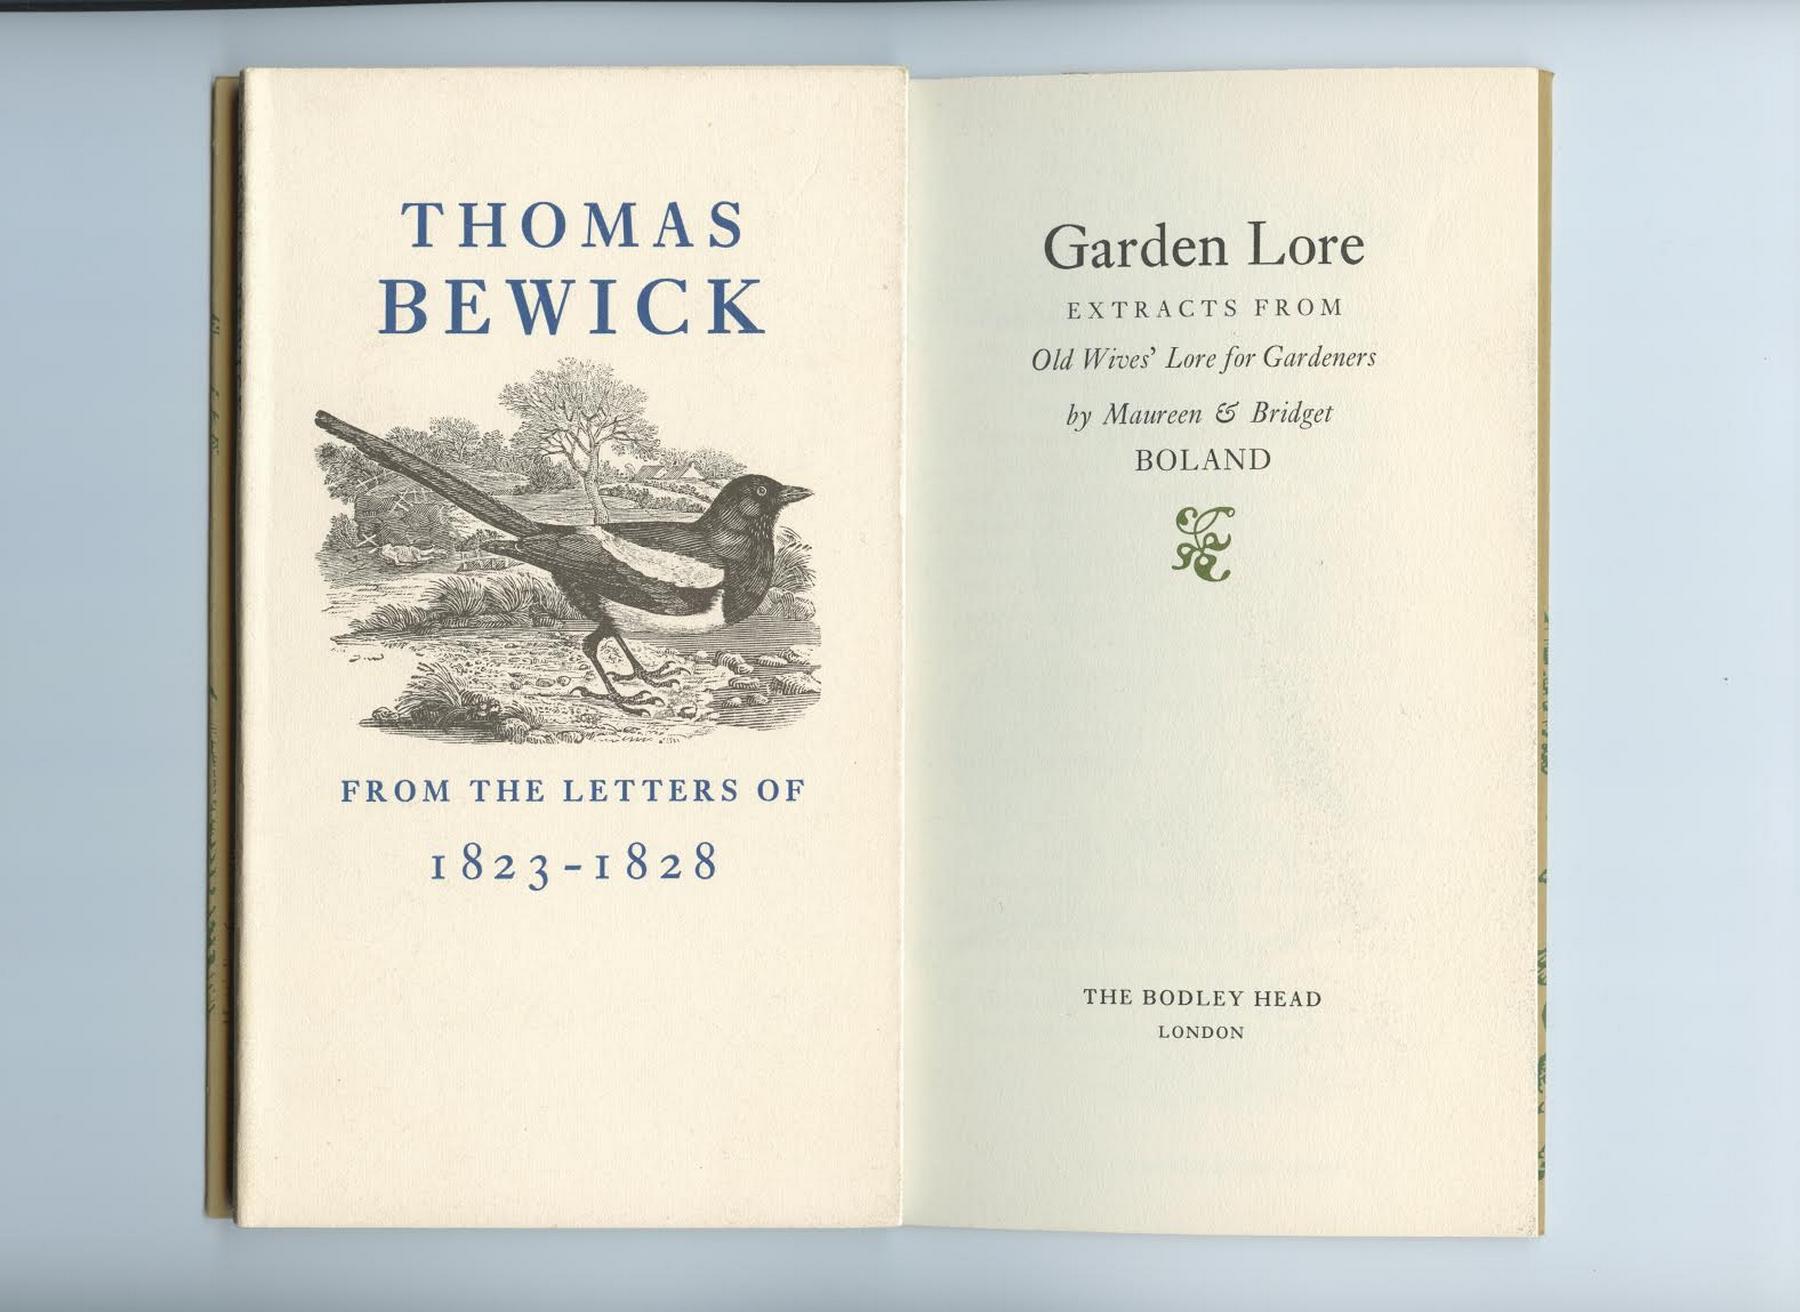 THOMAS
BEWICK
FROM THE LETTERS OF
1823-1828
Garden Lore
EXTRACTS FROM
Old Wives' Lore for Gardeners
by Maureen & Bridget
BOLAND
THE BODLEY HEAD
LONDON